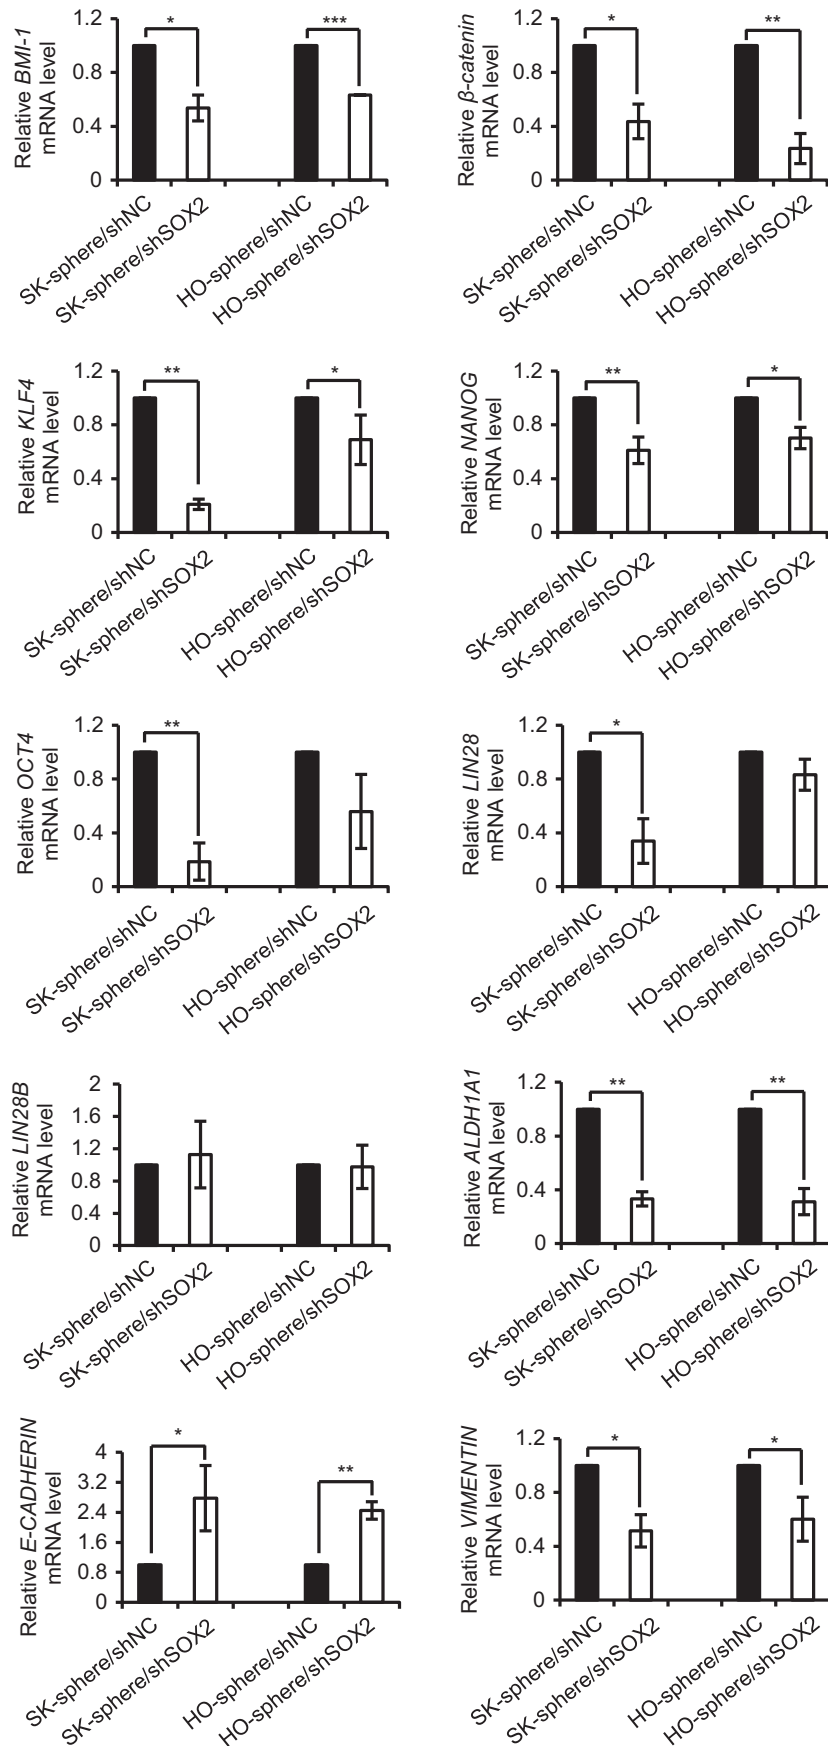 Relative BMI-1
mRNA level
1.2
0.8
0.4
0
*
***
SK-sphere/shNC
SK-sphere/shSOX2
HO-sphere/shNC
HO-sphere/shSOX2
Relative β-catenin
mRNA level
1.2
0.8
0.4
0
*
**
SK-sphere/shNC
SK-sphere/shSOX2
HO-sphere/shNC
HO-sphere/shSOX2
Relative KLF4
mRNA level
1.2
0.8
0.4
0
**
*
SK-sphere/shNC
SK-sphere/shSOX2
HO-sphere/shNC
HO-sphere/shSOX2
Relative NANOG
mRNA level
1.2
0.8
0.4
0
**
*
SK-sphere/shNC
SK-sphere/shSOX2
HO-sphere/shNC
HO-sphere/shSOX2
Relative OCT4
mRNA level
1.2
0.8
0.4
0
**
SK-sphere/shNC
SK-sphere/shSOX2
HO-sphere/shNC
HO-sphere/shSOX2
Relative LIN28
mRNA level
1.2
0.8
0.4
0
*
SK-sphere/shNC
SK-sphere/shSOX2
HO-sphere/shNC
HO-sphere/shSOX2
Relative LIN28B
mRNA level
2
1.6
1.2
0.8
0.4
0
SK-sphere/shNC
SK-sphere/shSOX2
HO-sphere/shNC
HO-sphere/shSOX2
Relative ALDH1A1
mRNA level
1.2
0.8
0.4
0
**
**
SK-sphere/shNC
SK-sphere/shSOX2
HO-sphere/shNC
HO-sphere/shSOX2
Relative E-CADHERIN
mRNA level
4
3.2
2.4
1.6
0.8
0
*
**
SK-sphere/shNC
SK-sphere/shSOX2
HO-sphere/shNC
HO-sphere/shSOX2
Relative VIMENTIN
mRNA level
1.2
0.8
0.4
0
*
*
SK-sphere/shNC
SK-sphere/shSOX2
HO-sphere/shNC
HO-sphere/shSOX2